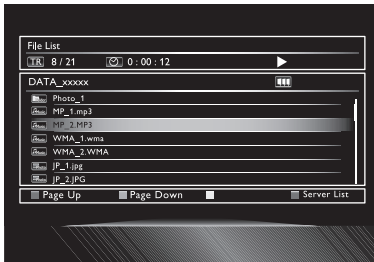 File List
TR 8 / 21 0 : 00 : 12
DATA_xxxxx
Photo_1
MP_1.mp3
MP_2.MP3
WMA_1.wma
WMA_2.WMA
JP_1.jpg
JP_2.JPG
Page Up Page Down Server List